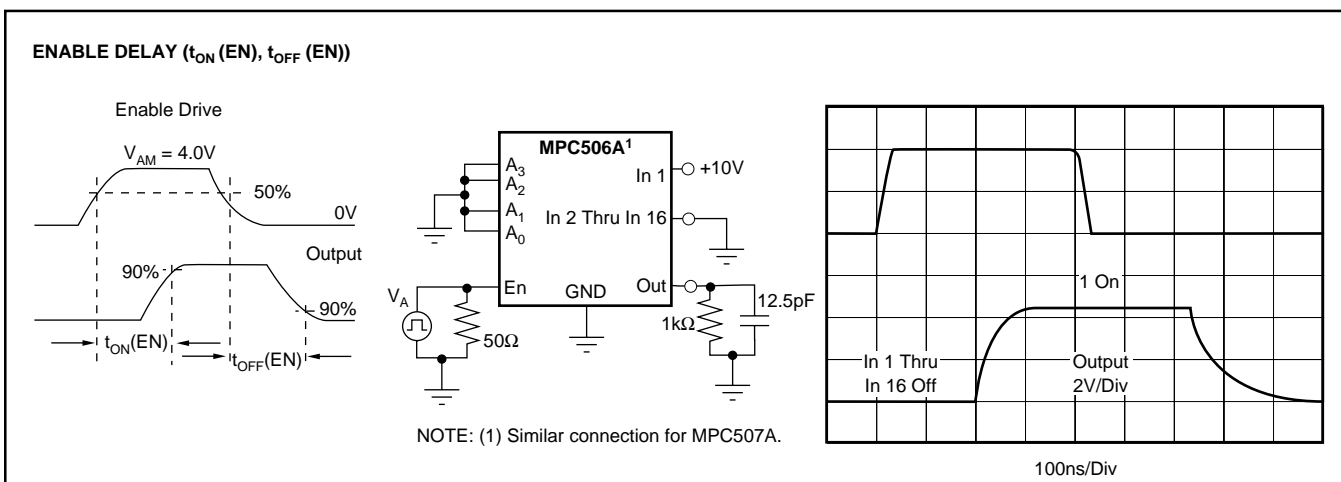 ENABLE DELAY (tON (EN), tOFF (EN))
Enable Drive
VAM = 4.0V
50%
0V
Output
90%
90%
tON(EN)
tOFF(EN)
MPC506A1
A3
A2
A1
A0
In 1
+10V
In 2 Thru In 16
En
GND
Out
VA
50Ω
1kΩ
12.5pF
NOTE: (1) Similar connection for MPC507A.
1 On
In 1 Thru
In 16 Off
Output
2V/Div
100ns/Div